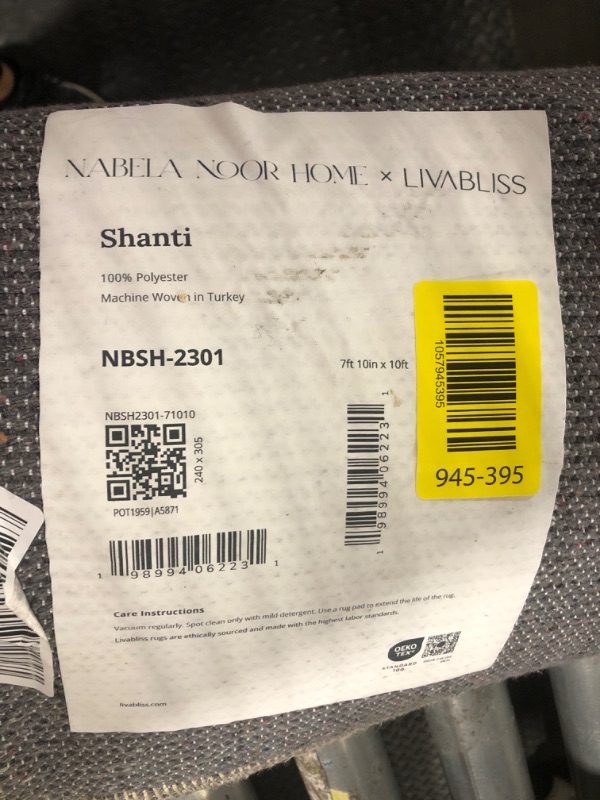 NABELA NOOR HOME × LIVABLISS
Shanti
100% Polyester
Machine Woven in Turkey
NBSH-2301
7ft 10in x 10ft
1057945395
945-395
NBSH2301-71010
240 x 305
POT1959|A5871
1 98994 06223 1
1 98994 06223 1
Care Instructions
Vacuum regularly. Spot clean only with mild detergent. Use a rug pad to extend the life of the rug.
Livabliss rugs are ethically sourced and made with the highest labor standards.
OEKO
TEX®
STANDARD
100
livabliss.com